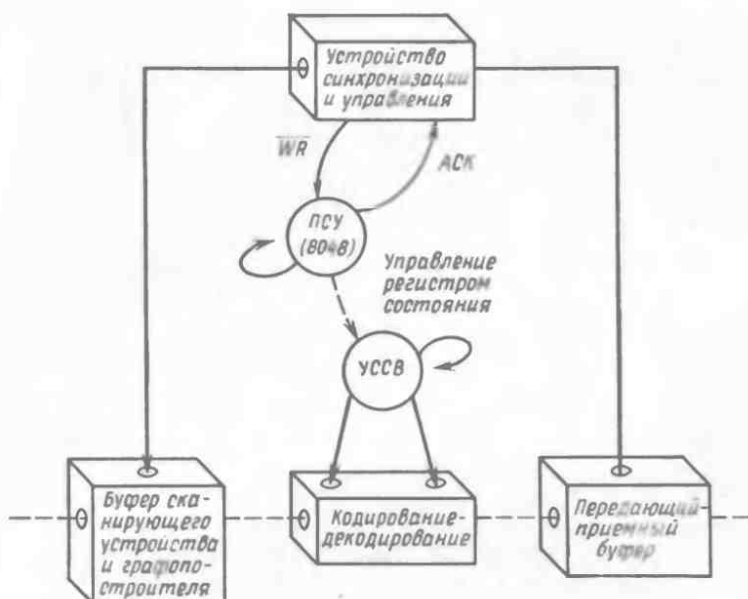 Устройство
синхронизации
и управления
WR
ACK
ПСУ
(8048)
Управление
регистром
состояния
УССВ
Буфер ска-
нирующего
устройства
и графопо-
строителя
Кодирование-
декодирование
Передающий-
приемный
буфер